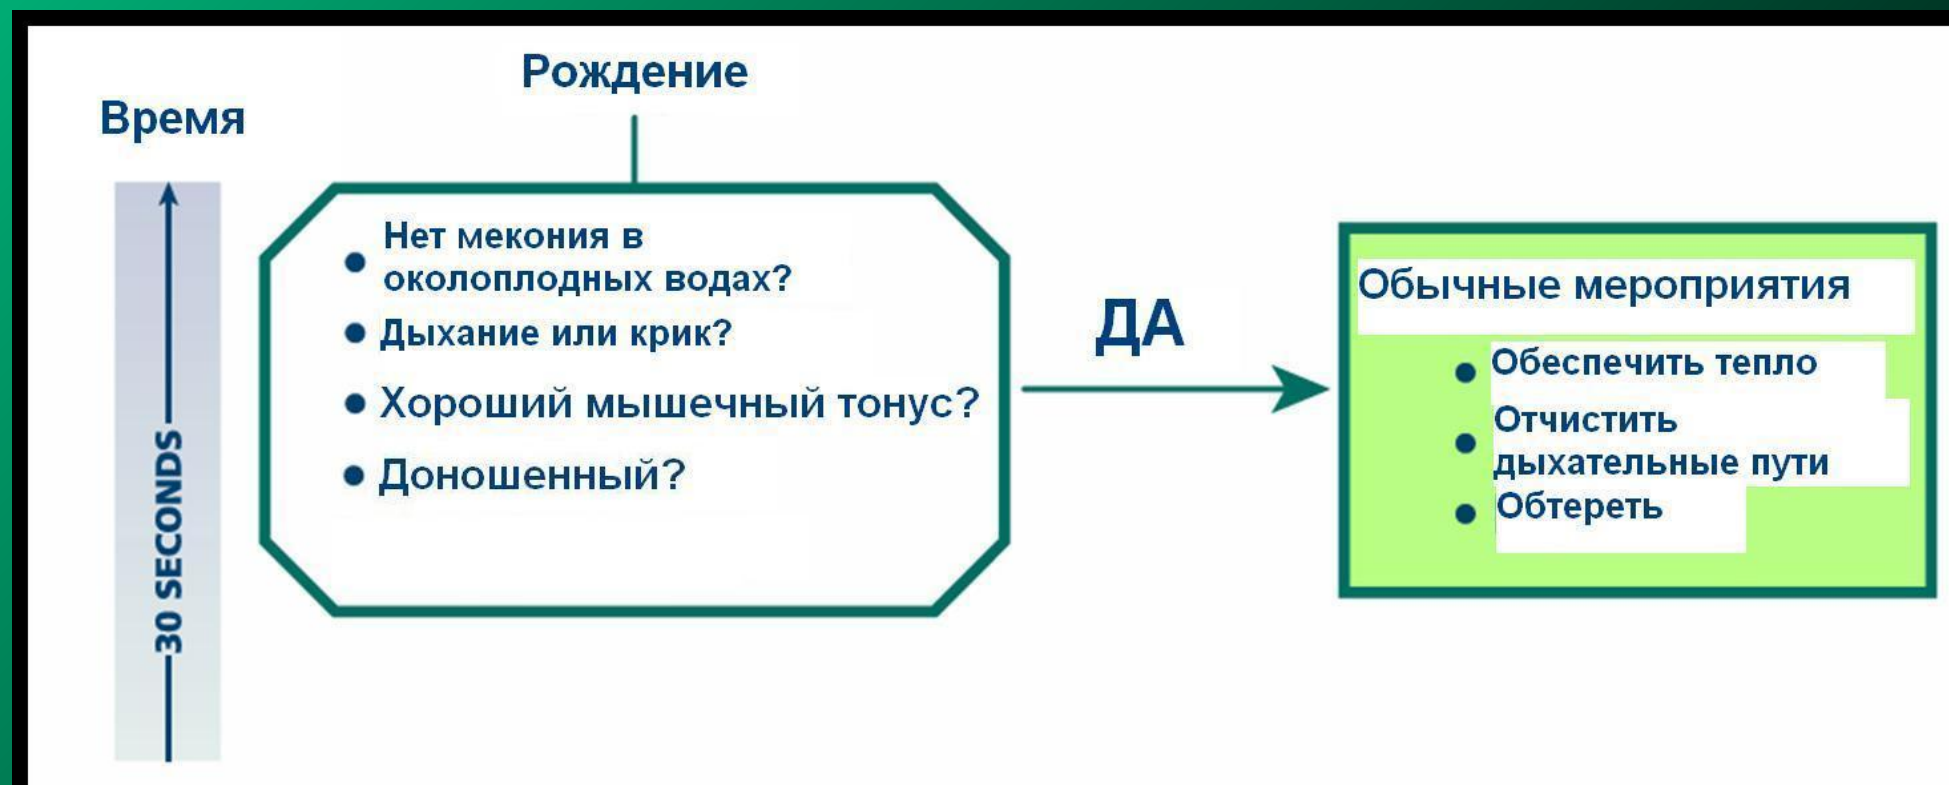 Рождение
Время
Нет мекония в
околоплодных водах?
Дыхание или крик?
Хороший мышечный тонус?
Доношенный?
30 SECONDS
ДА
Обычные мероприятия
Обеспечить тепло
Отчистить
дыхательные пути
Обтереть